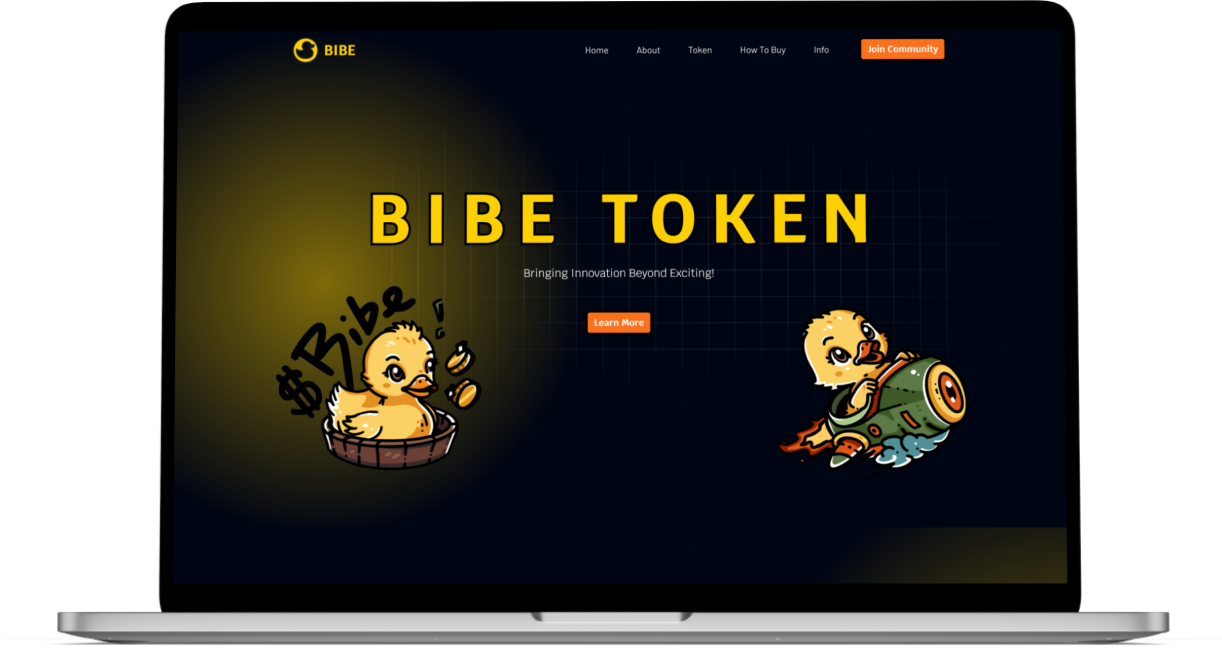 BIBE
Home About Token How To Buy Info Join Community
BIBE TOKEN
Bringing Innovation Beyond Exciting!
Learn More
$Bibe !